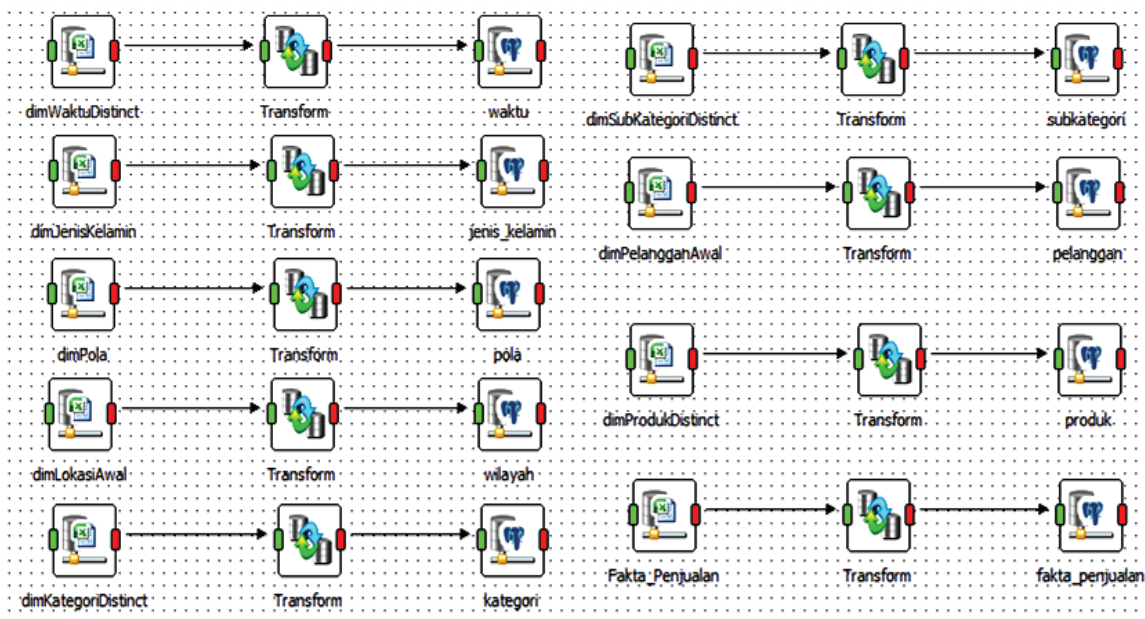 dimWaktuDistinct Transform waktu
dimJenisKelamin Transform jenis_kelamin
dimPola Transform pola
dimLokasiAwal Transform wilayah
dimKategoriDistinct Transform kategori
dimSubKategoriDistinct Transform subkategori
dimPelangganAwal Transform pelanggan
dimProdukDistinct Transform produk
Fakta_Penjualan Transform fakta_penjualan